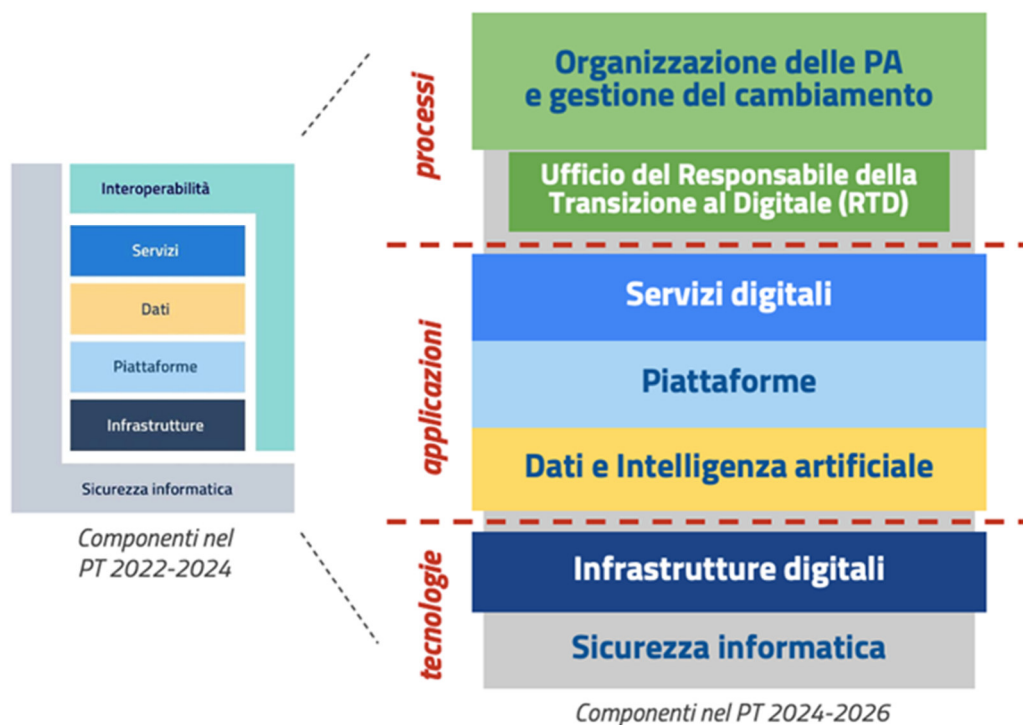 Interoperabilità
Servizi
Dati
Piattaforme
Infrastrutture
Sicurezza informatica
Componenti nel
PT 2022-2024
processi
Organizzazione delle PA
e gestione del cambiamento
Ufficio del Responsabile della
Transizione al Digitale (RTD)
applicazioni
Servizi digitali
Piattaforme
Dati e Intelligenza artificiale
tecnologie
Infrastrutture digitali
Sicurezza informatica
Componenti nel PT 2024-2026